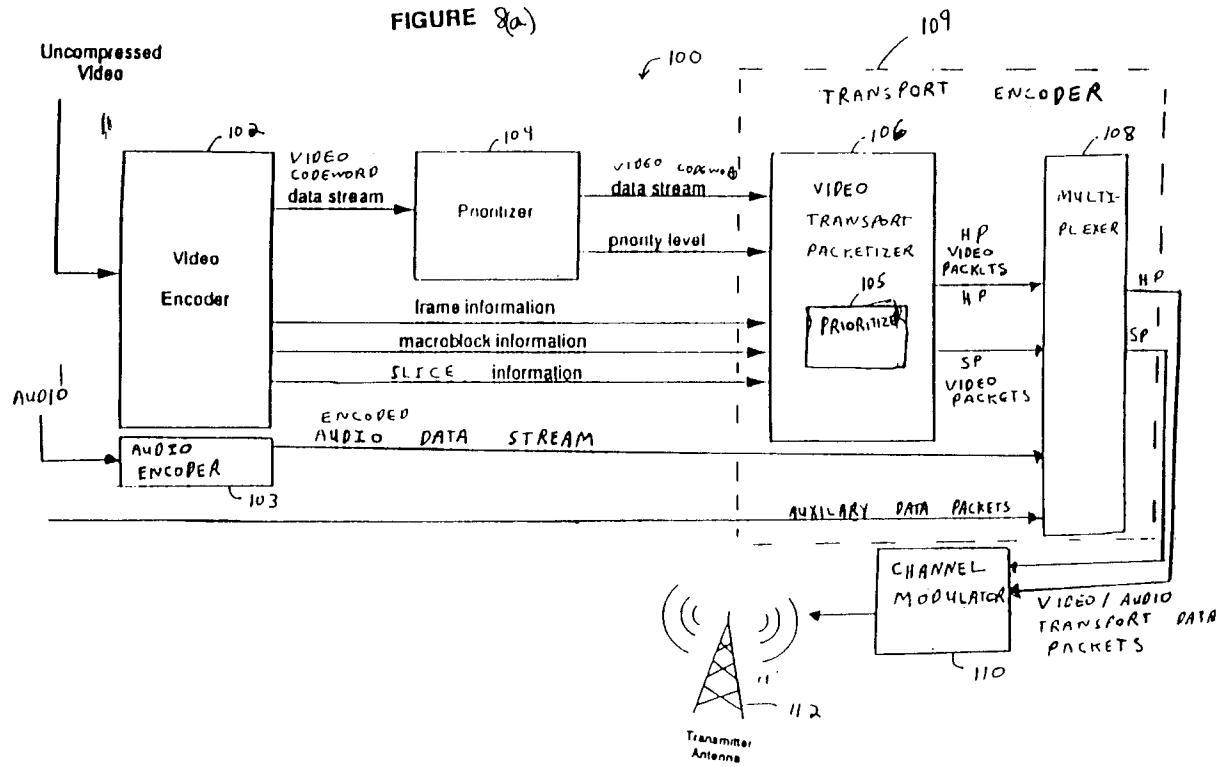 FIGURE 8(a)
109
Uncompressed
Video
100
TRANSPORT ENCODER
102
104
106
108
VIDEO
CODEWORD
data stream
VIDEO CODEWORD
data stream
Prioritizer
priority level
VIDEO
TRANSPORT
PACKETIZER
MULTI-
PLEXER
HP
VIDEO
PACKETS
HP
HP
Video
Encoder
105
PRIORITIZER
frame information
macroblock information
SLICE information
SP
VIDEO
PACKETS
SP
AUDIO
ENCODED
AUDIO DATA STREAM
AUDIO
ENCODER
103
AUXILARY DATA PACKETS
CHANNEL
MODULATOR
VIDEO / AUDIO
TRANSPORT DATA
PACKETS
110
112
Transmitter
Antenna